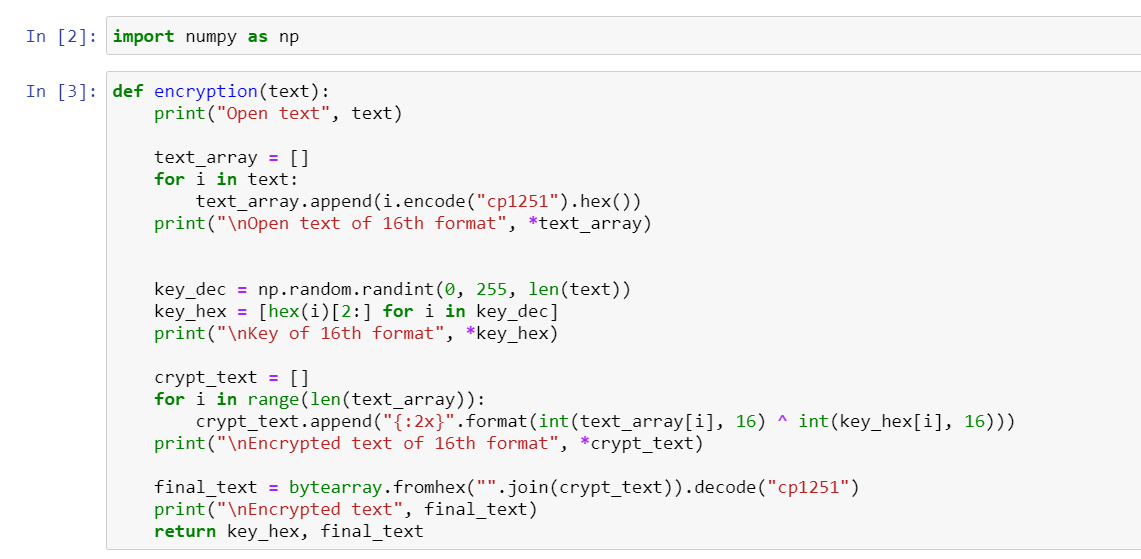 In [2]: import numpy as np
In [3]: def encryption(text):
    print("Open text", text)

    text_array = []
    for i in text:
        text_array.append(i.encode("cp1251").hex())
    print("\nOpen text of 16th format", *text_array)


    key_dec = np.random.randint(0, 255, len(text))
    key_hex = [hex(i)[2:] for i in key_dec]
    print("\nKey of 16th format", *key_hex)

    crypt_text = []
    for i in range(len(text_array)):
        crypt_text.append("{:2x}".format(int(text_array[i], 16) ^ int(key_hex[i], 16)))
    print("\nEncrypted text of 16th format", *crypt_text)

    final_text = bytearray.fromhex("".join(crypt_text)).decode("cp1251")
    print("\nEncrypted text", final_text)
    return key_hex, final_text